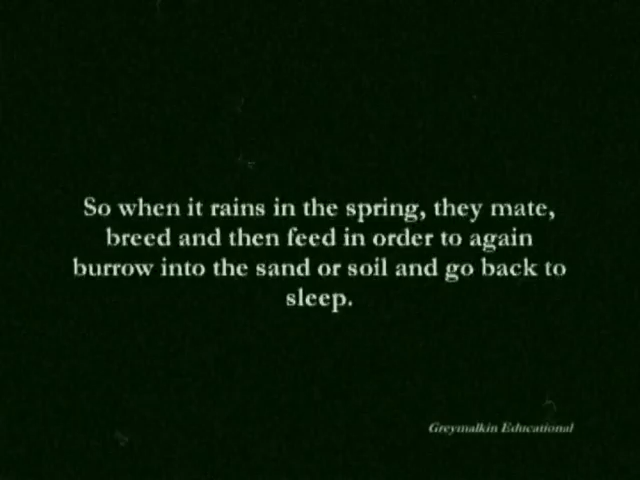 So when it rains in the spring, they mate,
breed and then feed in order to again
burrow into the sand or soil and go back to
sleep.
Greymalkin Educational